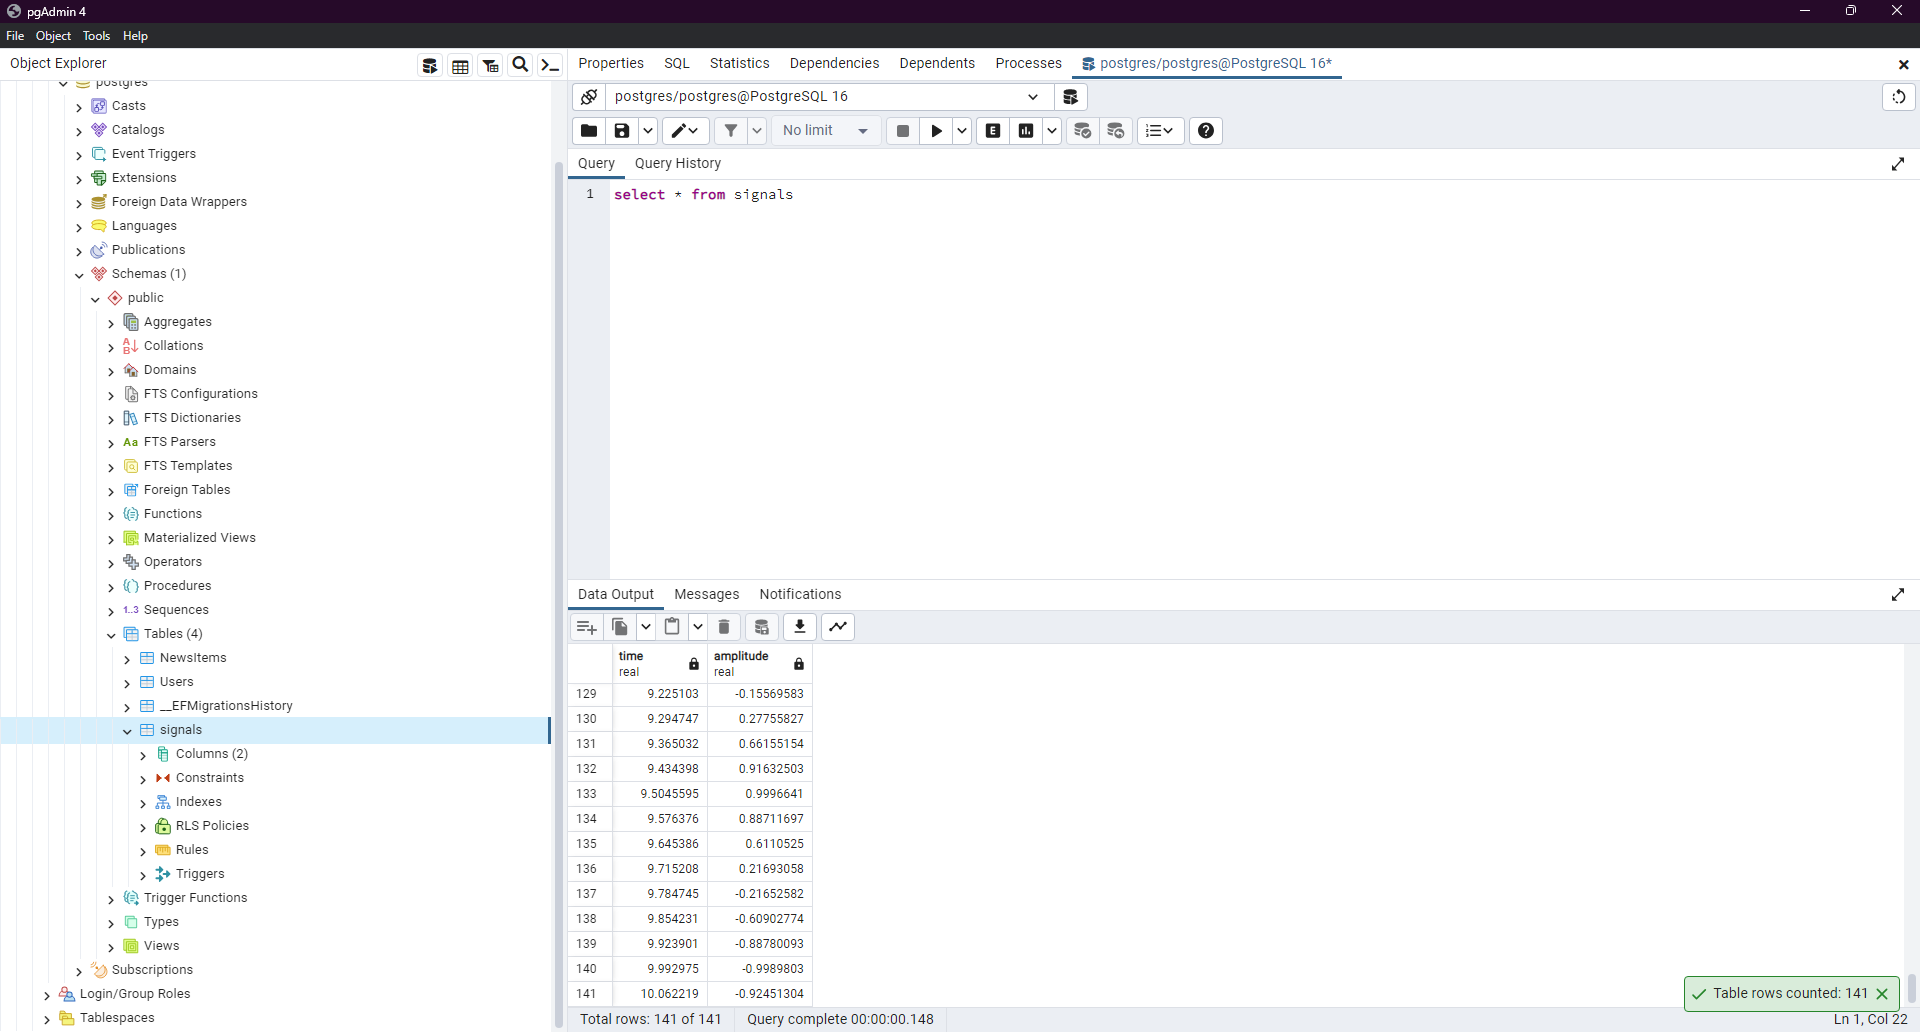 pgAdmin 4
File Object Tools Help
Object Explorer
postgres
Casts
Catalogs
Event Triggers
Extensions
Foreign Data Wrappers
Languages
Publications
Schemas (1)
public
Aggregates
Collations
Domains
FTS Configurations
FTS Dictionaries
Aa FTS Parsers
FTS Templates
Foreign Tables
Functions
Materialized Views
Operators
Procedures
1..3 Sequences
Tables (4)
NewsItems
Users
__EFMigrationsHistory
signals
Columns (2)
Constraints
Indexes
RLS Policies
Rules
Triggers
Trigger Functions
Types
Views
Subscriptions
Login/Group Roles
Tablespaces
Properties SQL Statistics Dependencies Dependents Processes postgres/postgres@PostgreSQL 16*
postgres/postgres@PostgreSQL 16
No limit E
Query Query History
1 select * from signals
Data Output Messages Notifications
time amplitude
real real
129 9.225103 -0.15569583
130 9.294747 0.27755827
131 9.365032 0.66155154
132 9.434398 0.91632503
133 9.5045595 0.9996641
134 9.576376 0.88711697
135 9.645386 0.6110525
136 9.715208 0.21693058
137 9.784745 -0.21652582
138 9.854231 -0.60902774
139 9.923901 -0.88780093
140 9.992975 -0.9989803
141 10.062219 -0.92451304
Table rows counted: 141
Total rows: 141 of 141 Query complete 00:00:00.148 Ln 1, Col 22